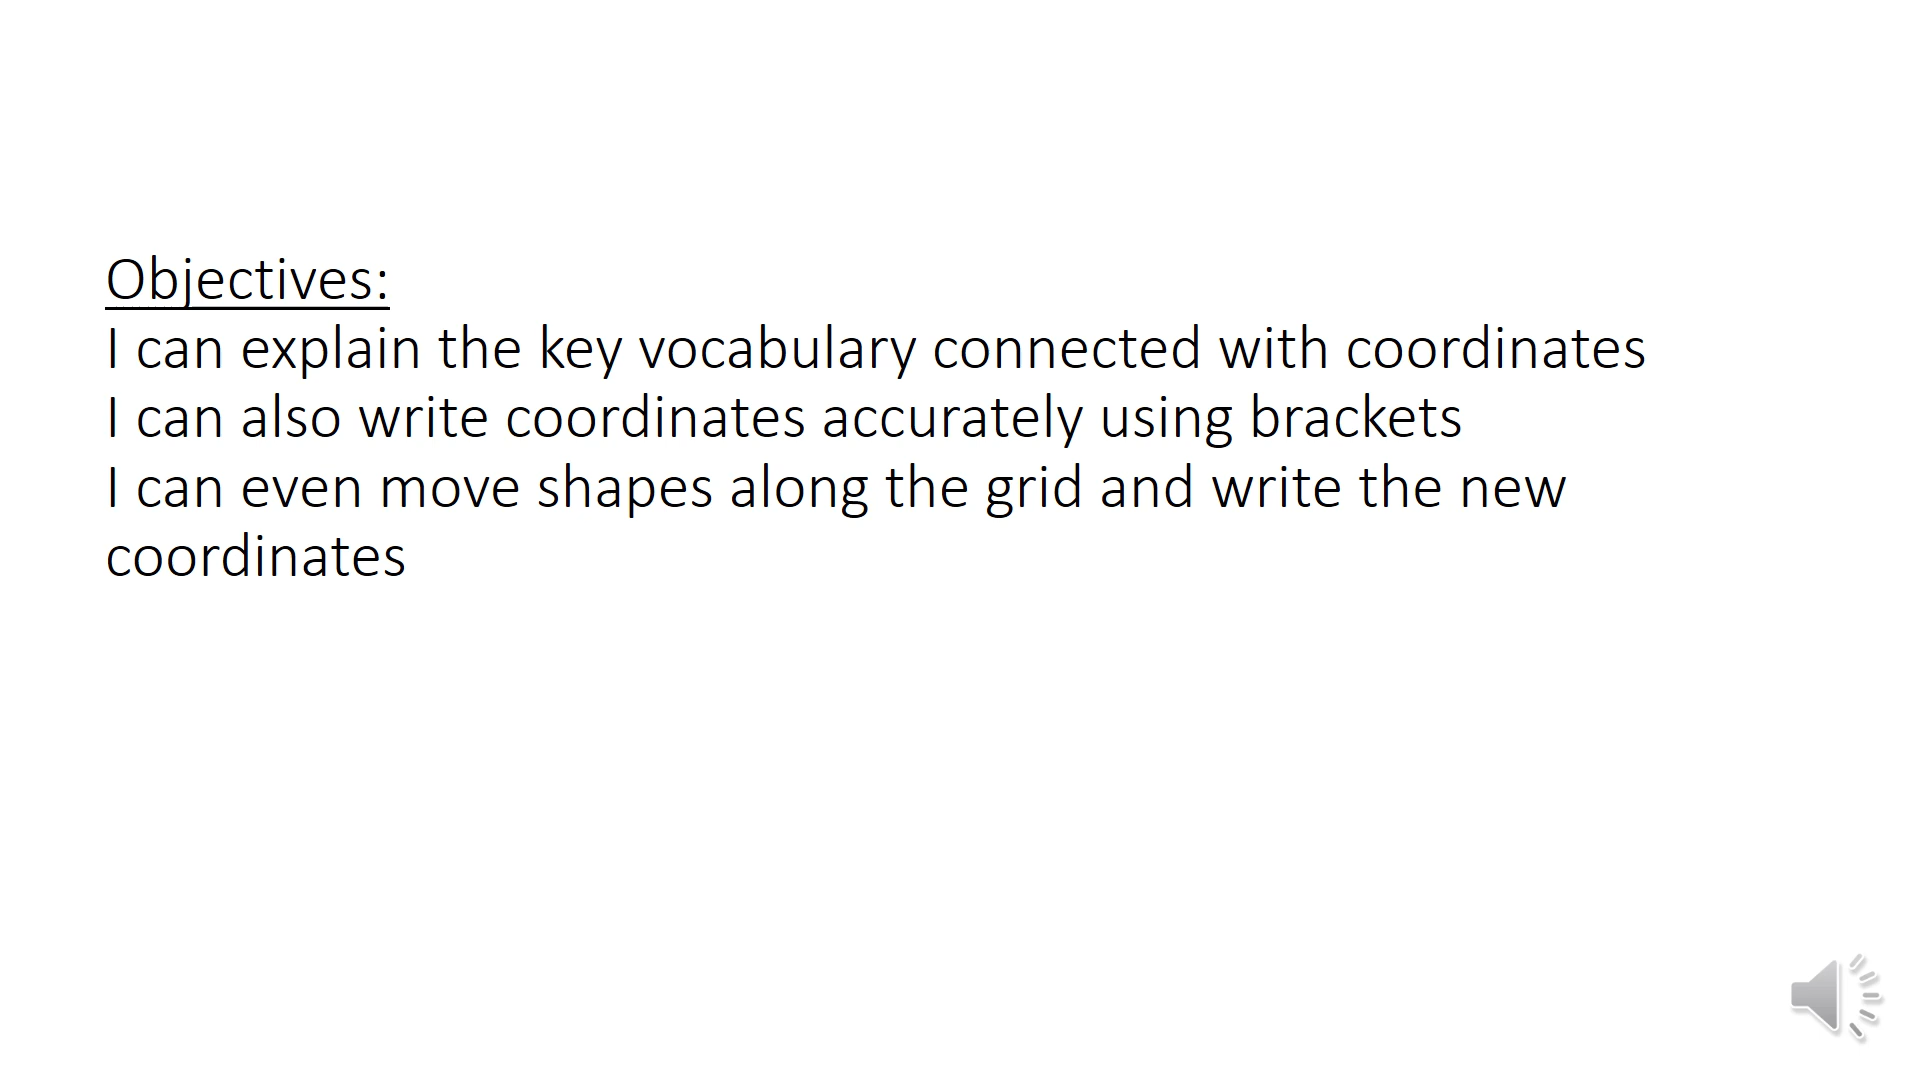 Objectives:
I can explain the key vocabulary connected with coordinates
I can also write coordinates accurately using brackets
I can even move shapes along the grid and write the new
coordinates